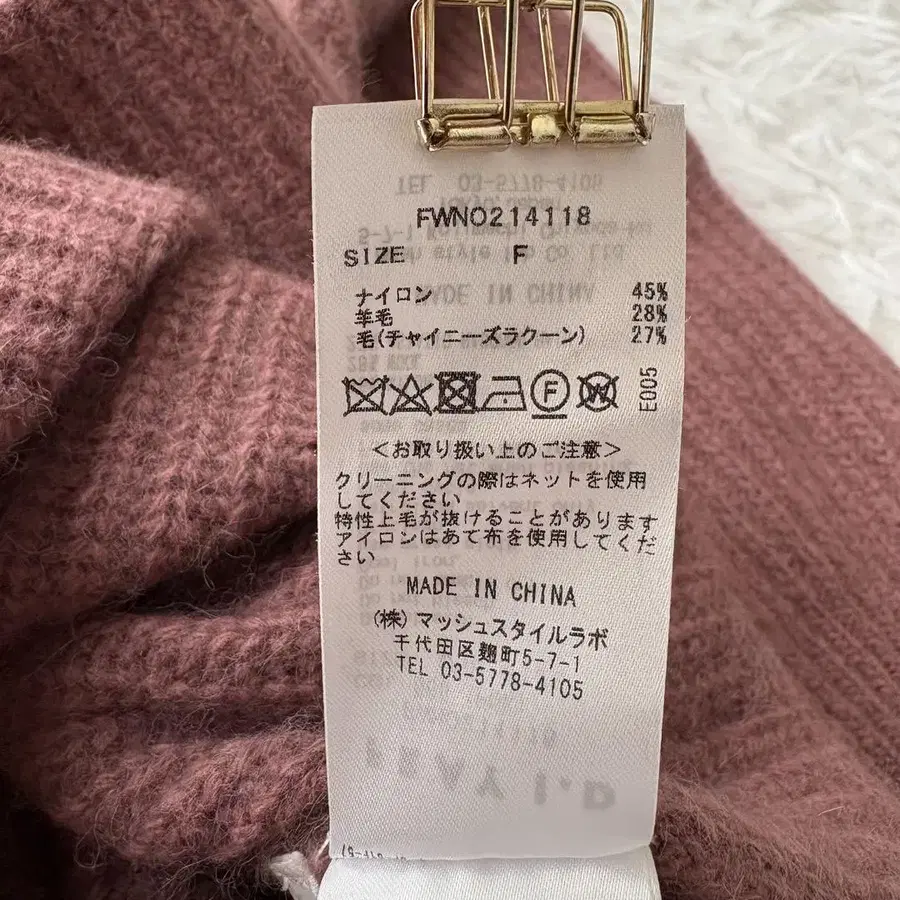 FWNO214118
SIZE F
ナイロン 45%
羊毛 28%
毛(チャイニーズラクーン) 27%
F W E005
<お取り扱い上のご注意>
クリーニングの際はネットを使用
してください
特性上毛が抜けることがあります
アイロンはあて布を使用してくだ
さい
MADE IN CHINA
(株)マッシュスタイルラボ
千代田区麹町5-7-1
TEL 03-5778-4105